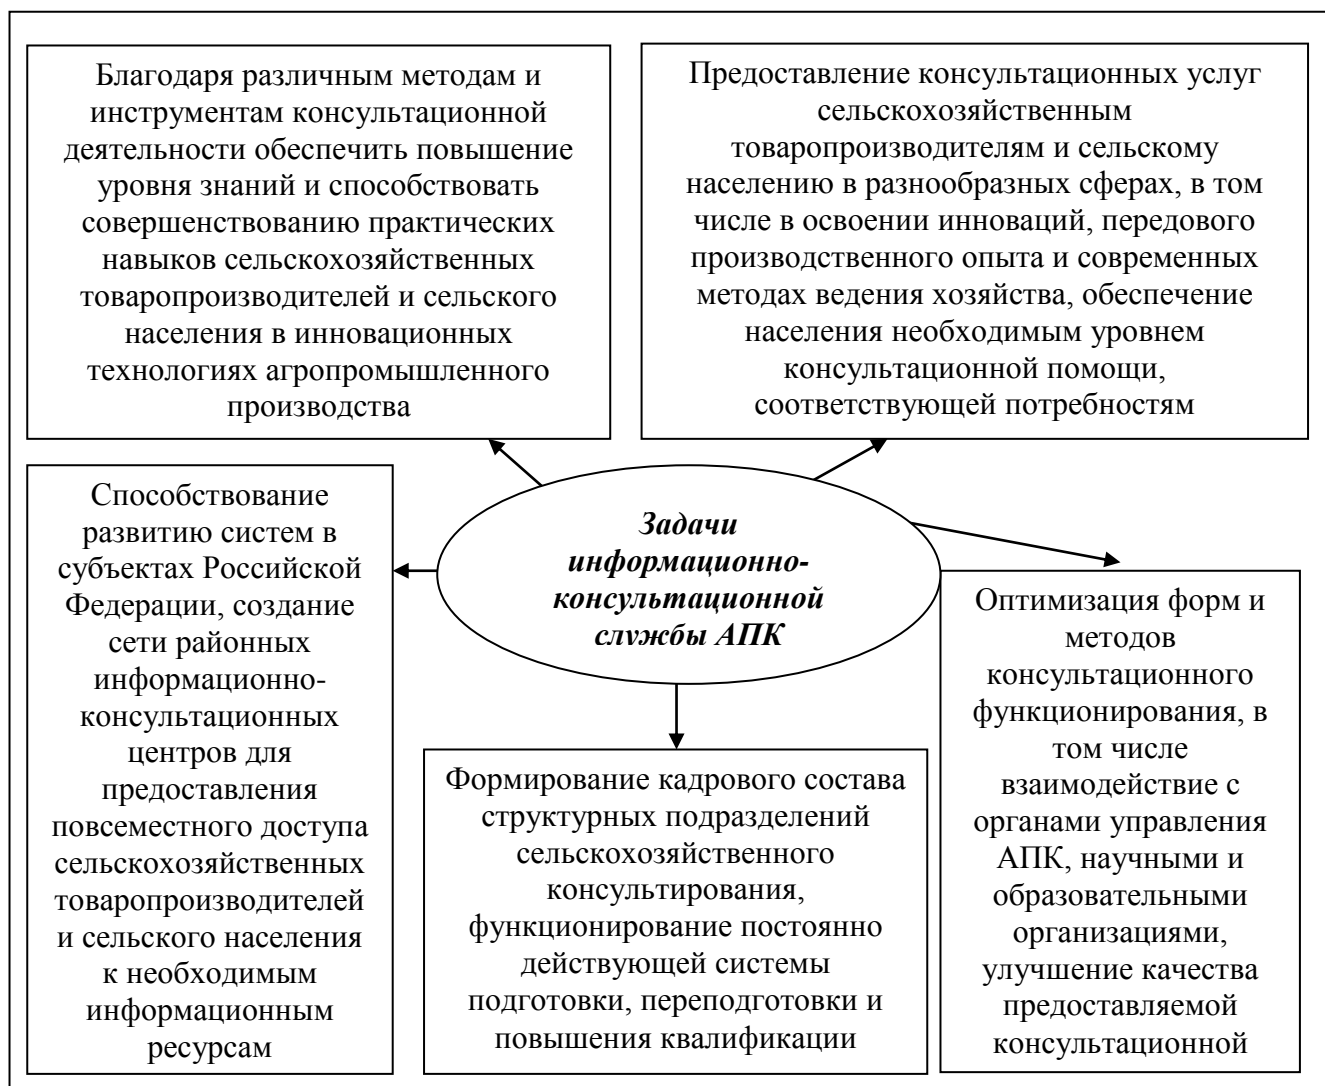 Благодаря различным методам и
инструментам консультационной
деятельности обеспечить повышение
уровня знаний и способствовать
совершенствованию практических
навыков сельскохозяйственных
товаропроизводителей и сельского
населения в инновационных
технологиях агропромышленного
производства
Предоставление консультационных услуг
сельскохозяйственным
товаропроизводителям и сельскому
населению в разнообразных сферах, в том
числе в освоении инноваций, передового
производственного опыта и современных
методах ведения хозяйства, обеспечение
населения необходимым уровнем
консультационной помощи,
соответствующей потребностям
Задачи
информационно-
консультационной
службы АПК
Способствование
развитию систем в
субъектах Российской
Федерации, создание
сети районных
информационно-
консультационных
центров для
предоставления
повсеместного доступа
сельскохозяйственных
товаропроизводителей
и сельского населения
к необходимым
информационным
ресурсам
Формирование кадрового состава
структурных подразделений
сельскохозяйственного
консультирования,
функционирование постоянно
действующей системы
подготовки, переподготовки и
повышения квалификации
Оптимизация форм и
методов
консультационного
функционирования, в
том числе
взаимодействие с
органами управления
АПК, научными и
образовательными
организациями,
улучшение качества
предоставляемой
консультационной